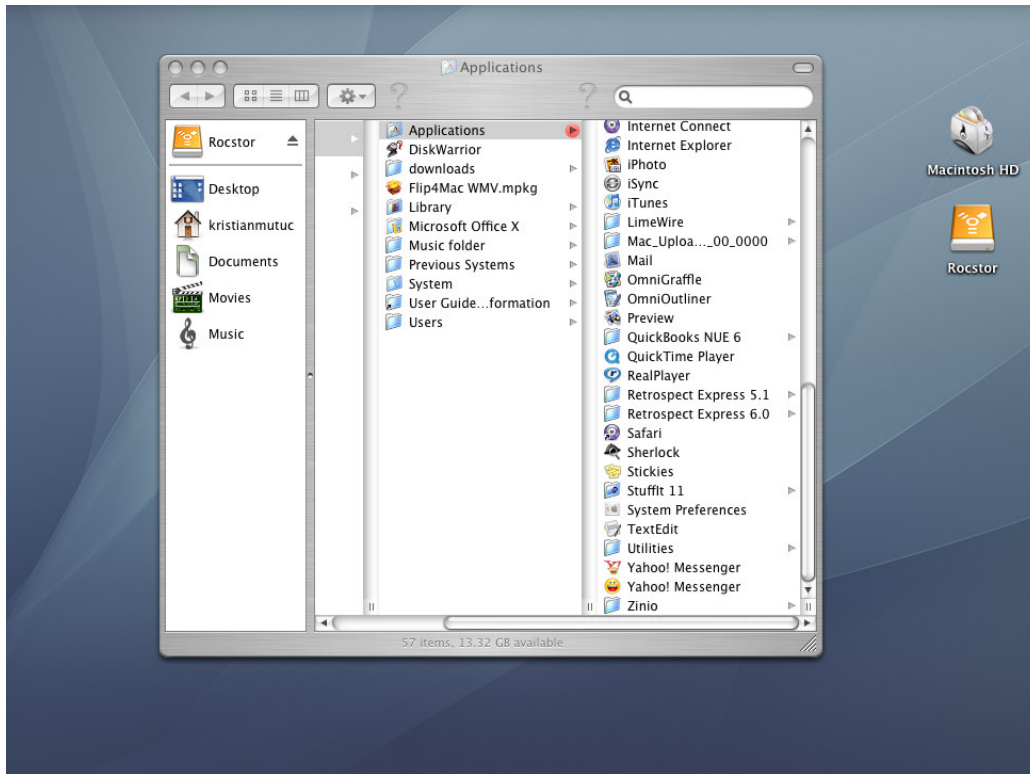 Applications
Rocstor
Desktop
kristianmutuc
Documents
Movies
Music
Applications
DiskWarrior
downloads
Flip4Mac WMV.mpkg
Library
Microsoft Office X
Music folder
Previous Systems
System
User Guide...formation
Users
Internet Connect
Internet Explorer
iPhoto
iSync
iTunes
LimeWire
Mac_Uploa..._00_0000
Mail
OmniGraffle
OmniOutliner
Preview
QuickBooks NUE 6
QuickTime Player
RealPlayer
Retrospect Express 5.1
Retrospect Express 6.0
Safari
Sherlock
Stickies
StuffIt 11
System Preferences
TextEdit
Utilities
Yahoo! Messenger
Yahoo! Messenger
Zinio
57 items, 13.32 GB available
Macintosh HD
Rocstor